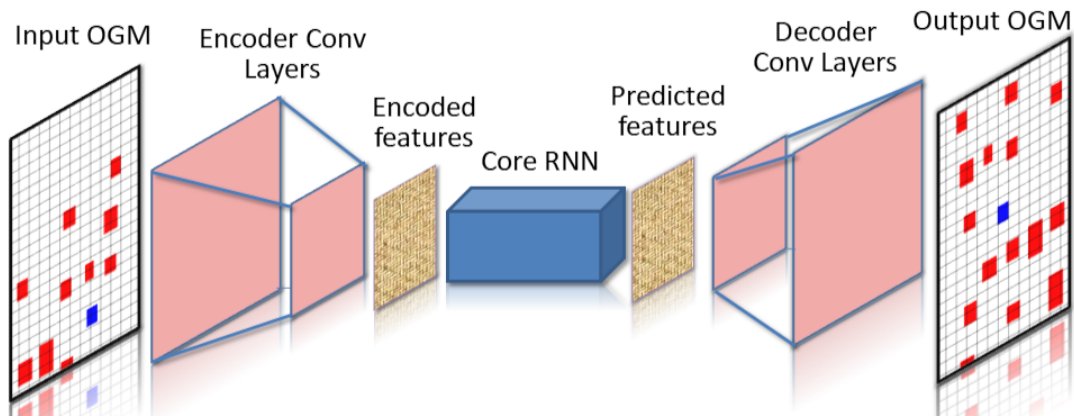 Input OGM
Encoder Conv
Layers
Encoded
features
Core RNN
Predicted
features
Decoder
Conv Layers
Output OGM